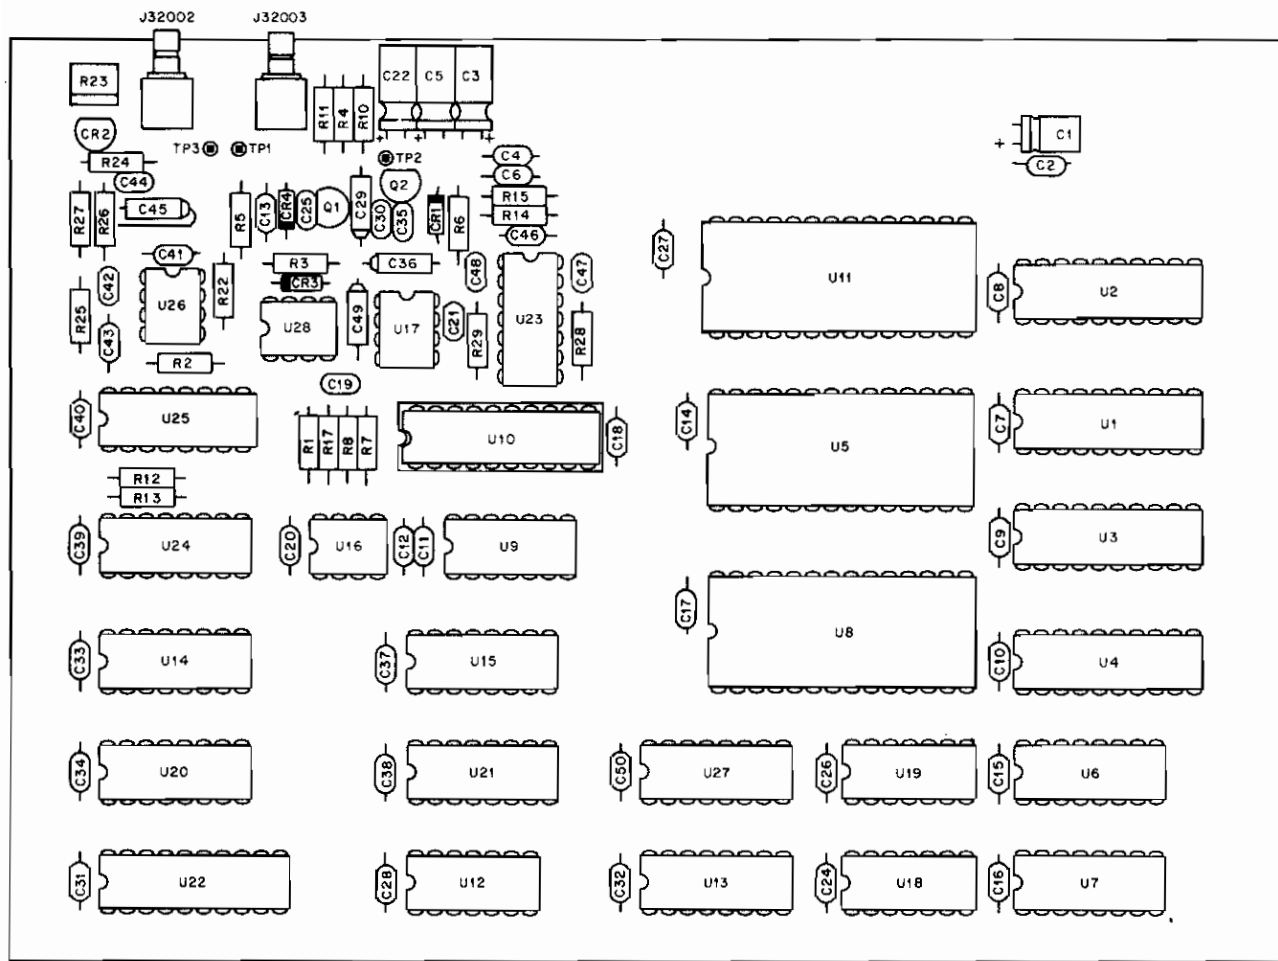 J32002 J32003
R23 C22 C5 C3
R11 R4 R10
CR2 C1
TP3 TP1 TP2 C4
R24 C2
C44 Q2 C6
R27 R26 C45 R5 C13 CR4 C25 Q1 C29 C30 C35 CR1 R6 R15
R14
C46
C41 R3 C36 C48 C47 C27
C42 R22 CR3 U11 C8 U2
R25 U26 U28 C49 U17 C21 R29 U23 R28
C43
R2
C19
C40 U25 R1 R17 R8 R7 U10 C18 C14 U5 C7 U1
R12
R13
C39 U24 C20 U16 C12 C11 U9 C9 U3
C17 U8
C33 U14 C37 U15 C10 U4
C34 U20 C38 U21 C50 U27 C26 U19 C15 U6
C31 U22 C28 U12 C32 U13 C24 U18 C16 U7